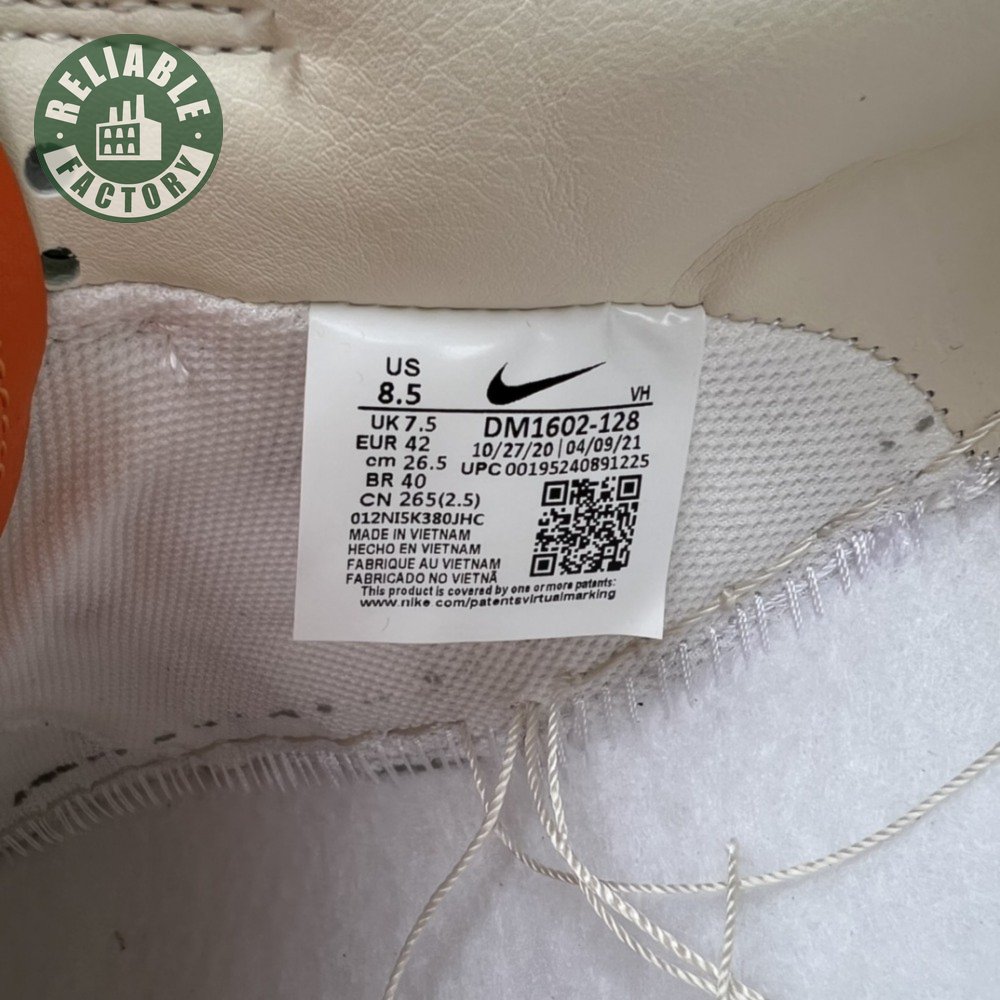 RELIABLE
FACTORY
US
8.5
VH
UK 7.5
EUR 42
cm 26.5
BR 40
CN 265(2.5)
DM1602-128
10/27/20 | 04/09/21
UPC 00195240891225
012NI5K380JHC
MADE IN VIETNAM
HECHO EN VIETNAM
FABRIQUE AU VIETNAM
FABRICADO NO VIETNÃ
This product is covered by one or more patents:
www.nike com/patentsvirtualmarking